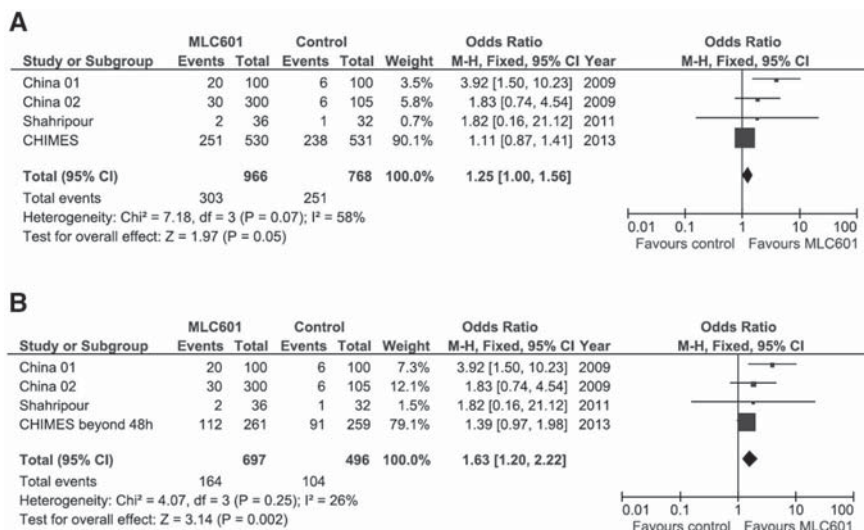 A
MLC601 Control Odds Ratio Odds Ratio
Study or Subgroup Events Total Events Total Weight M-H, Fixed, 95% CI Year M-H, Fixed, 95% CI
China 01 20 100 6 100 3.5% 3.92 [1.50, 10.23] 2009
China 02 30 300 6 105 5.8% 1.83 [0.74, 4.54] 2009
Shahripour 2 36 1 32 0.7% 1.82 [0.16, 21.12] 2011
CHIMES 251 530 238 531 90.1% 1.11 [0.87, 1.41] 2013
Total (95% CI) 966 768 100.0% 1.25 [1.00, 1.56]
Total events 303 251
Heterogeneity: Chi² = 7.18, df = 3 (P = 0.07); I² = 58%
Test for overall effect: Z = 1.97 (P = 0.05)
0.01 0.1 1 10 100
Favours control Favours MLC601
B
MLC601 Control Odds Ratio Odds Ratio
Study or Subgroup Events Total Events Total Weight M-H, Fixed, 95% CI Year M-H, Fixed, 95% CI
China 01 20 100 6 100 7.3% 3.92 [1.50, 10.23] 2009
China 02 30 300 6 105 12.1% 1.83 [0.74, 4.54] 2009
Shahripour 2 36 1 32 1.5% 1.82 [0.16, 21.12] 2011
CHIMES beyond 48h 112 261 91 259 79.1% 1.39 [0.97, 1.98] 2013
Total (95% CI) 697 496 100.0% 1.63 [1.20, 2.22]
Total events 164 104
Heterogeneity: Chi² = 4.07, df = 3 (P = 0.25); I² = 26%
Test for overall effect: Z = 3.14 (P = 0.002)
0.01 0.1 1 10 100
Favours control Favours MLC601